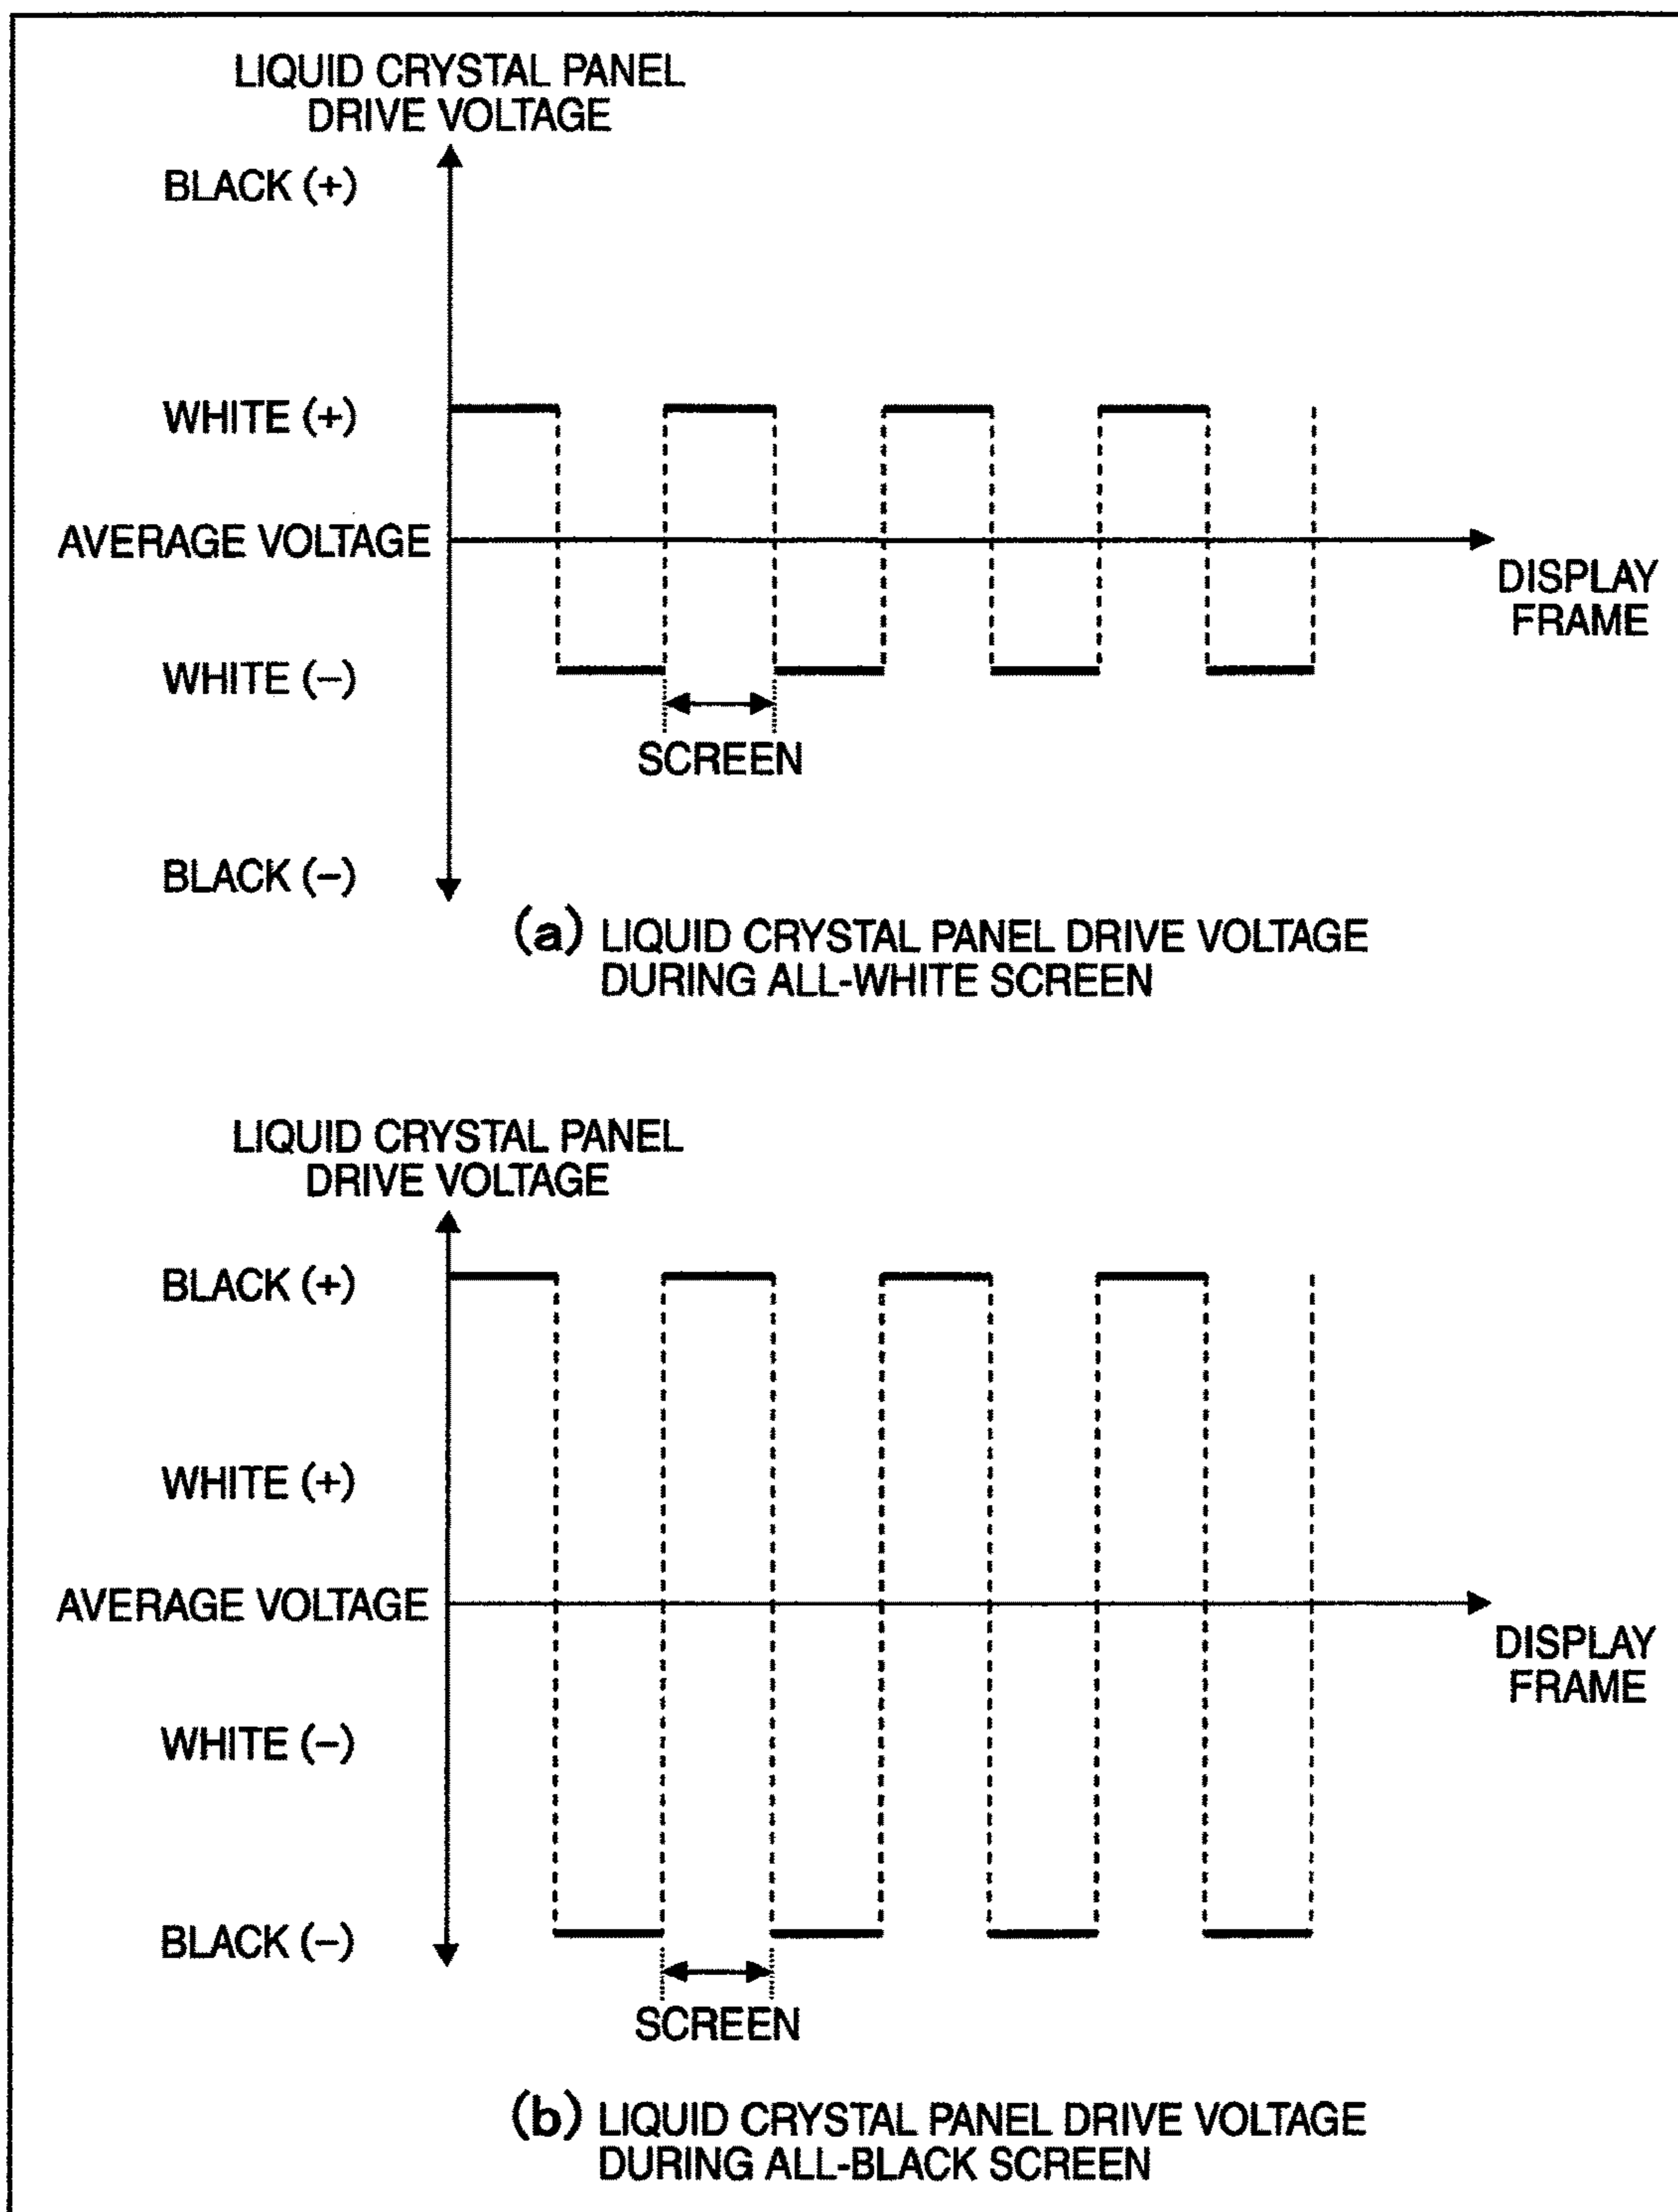 LIQUID CRYSTAL PANEL
DRIVE VOLTAGE
BLACK (+)
WHITE (+)
AVERAGE VOLTAGE
DISPLAY
FRAME
WHITE (−)
SCREEN
BLACK (−)
(a) LIQUID CRYSTAL PANEL DRIVE VOLTAGE
DURING ALL-WHITE SCREEN
LIQUID CRYSTAL PANEL
DRIVE VOLTAGE
BLACK (+)
WHITE (+)
AVERAGE VOLTAGE
DISPLAY
FRAME
WHITE (−)
BLACK (−)
SCREEN
(b) LIQUID CRYSTAL PANEL DRIVE VOLTAGE
DURING ALL-BLACK SCREEN